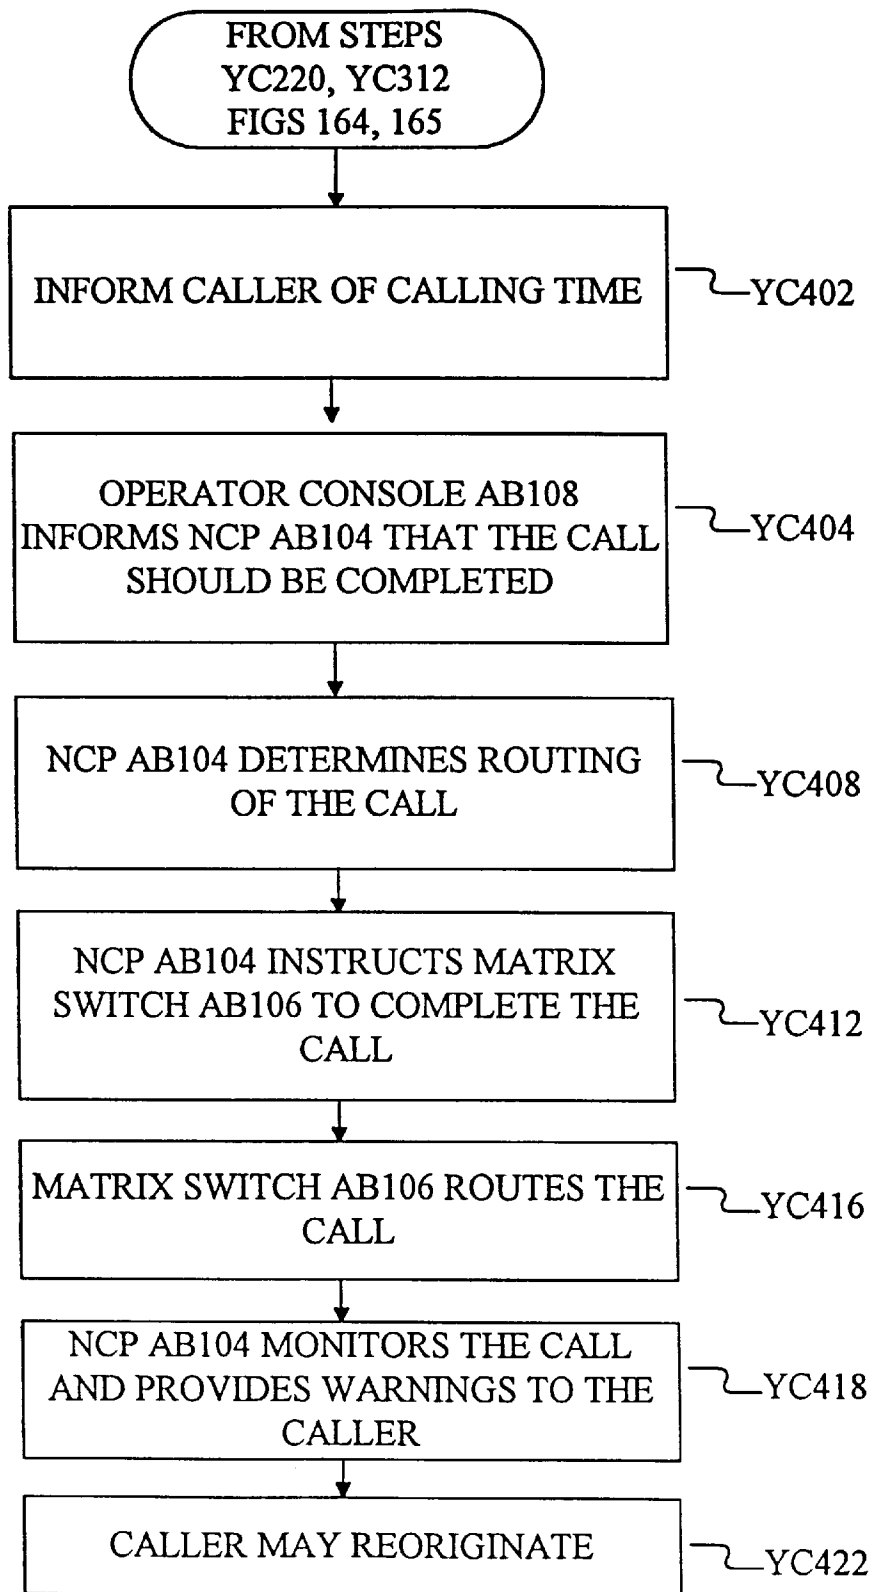 FROM STEPS
YC220, YC312
FIGS 164, 165
INFORM CALLER OF CALLING TIME
YC402
OPERATOR CONSOLE AB108
INFORMS NCP AB104 THAT THE CALL
SHOULD BE COMPLETED
YC404
NCP AB104 DETERMINES ROUTING
OF THE CALL
YC408
NCP AB104 INSTRUCTS MATRIX
SWITCH AB106 TO COMPLETE THE
CALL
YC412
MATRIX SWITCH AB106 ROUTES THE
CALL
YC416
NCP AB104 MONITORS THE CALL
AND PROVIDES WARNINGS TO THE
CALLER
YC418
CALLER MAY REORIGINATE
YC422